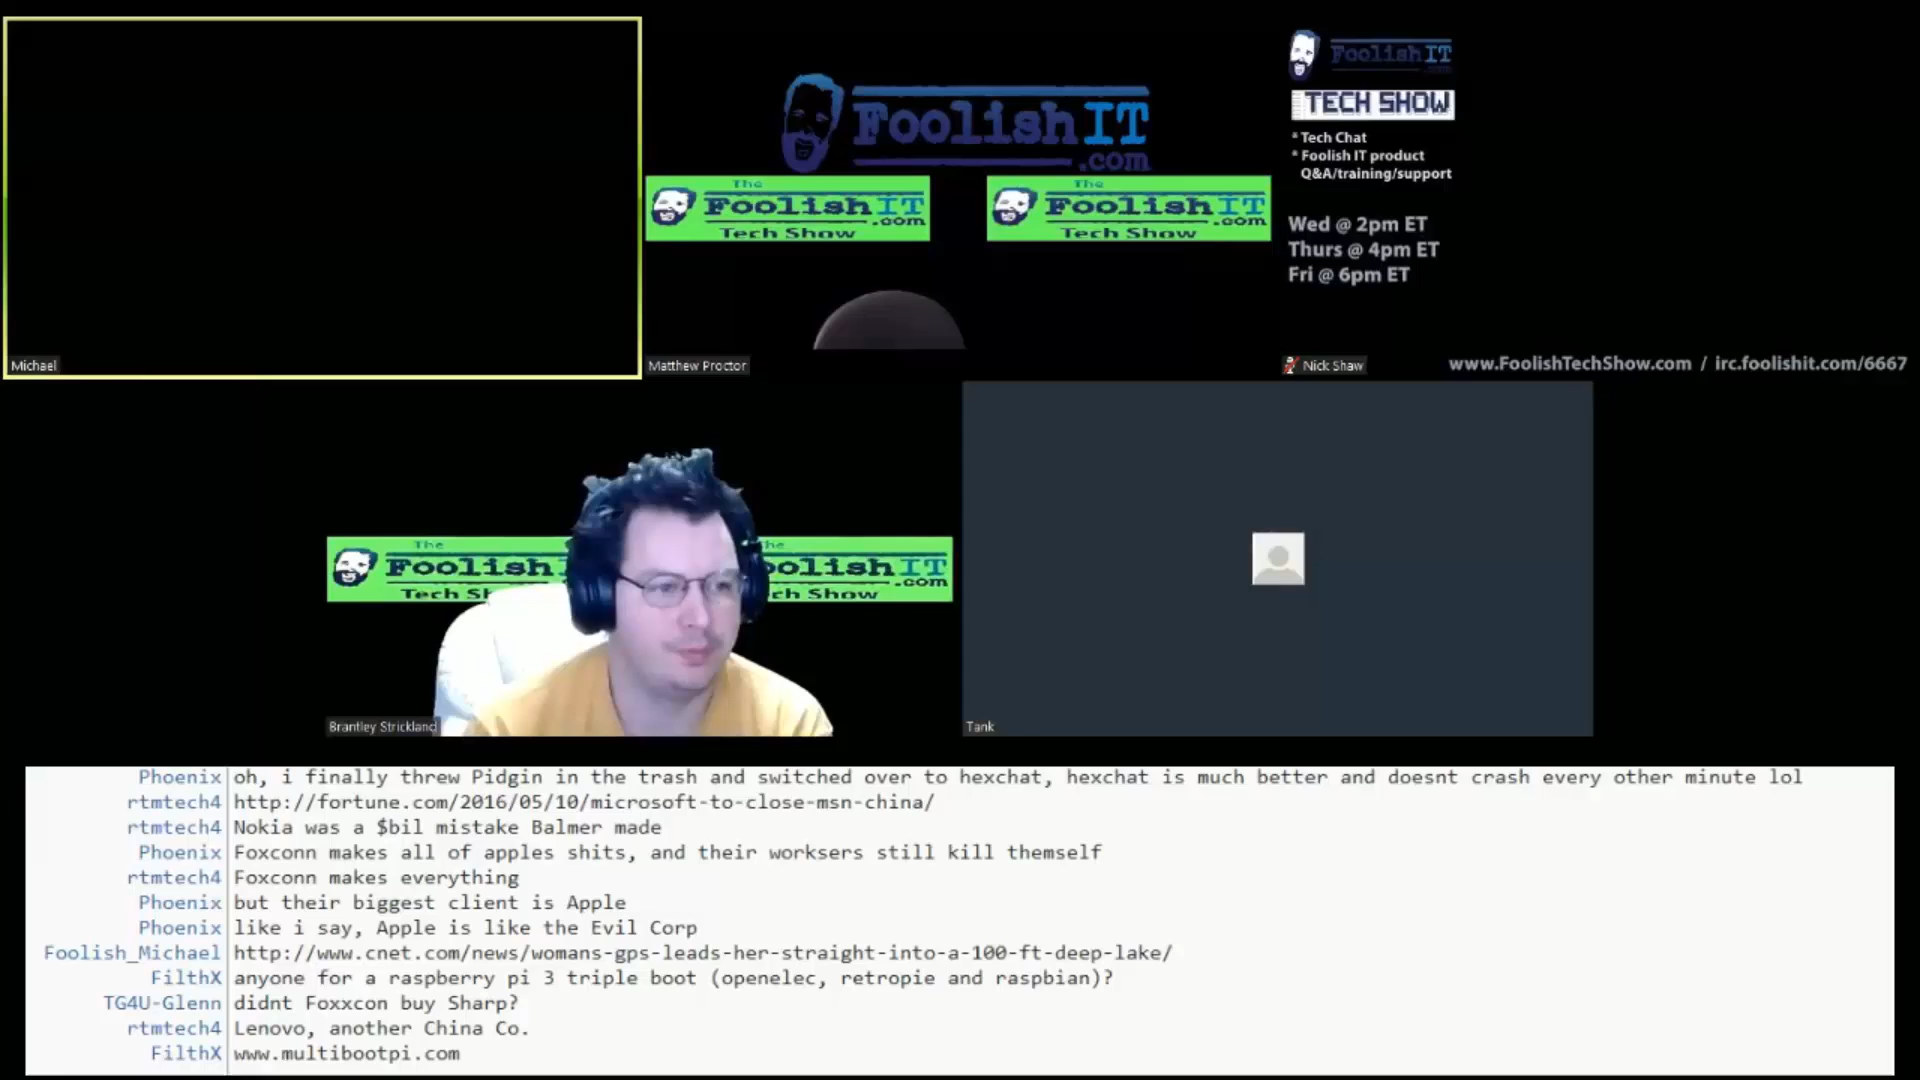 FoolishIT
.com
FoolishIT
TECH SHOW
* Tech Chat
* Foolish IT product
Q&A/training/support
Wed @ 2pm ET
Thurs @ 4pm ET
Fri @ 6pm ET
The
FoolishIT
.com
Tech Show
The
FoolishIT
.com
Tech Show
Michael
Matthew Proctor
Nick Shaw
www.FoolishTechShow.com / irc.foolishit.com/6667
The
Foolish
Tech Sh
he
oolishIT
.com
ch Show
Brantley Strickland
Tank
Phoenix oh, i finally threw Pidgin in the trash and switched over to hexchat, hexchat is much better and doesnt crash every other minute lol
rtmtech4 http://fortune.com/2016/05/10/microsoft-to-close-msn-china/
rtmtech4 Nokia was a $bil mistake Balmer made
Phoenix Foxconn makes all of apples shits, and their worksers still kill themself
rtmtech4 Foxconn makes everything
Phoenix but their biggest client is Apple
Phoenix like i say, Apple is like the Evil Corp
Foolish_Michael http://www.cnet.com/news/womans-gps-leads-her-straight-into-a-100-ft-deep-lake/
FilthX anyone for a raspberry pi 3 triple boot (openelec, retropie and raspbian)?
TG4U-Glenn didnt Foxxcon buy Sharp?
rtmtech4 Lenovo, another China Co.
FilthX www.multibootpi.com